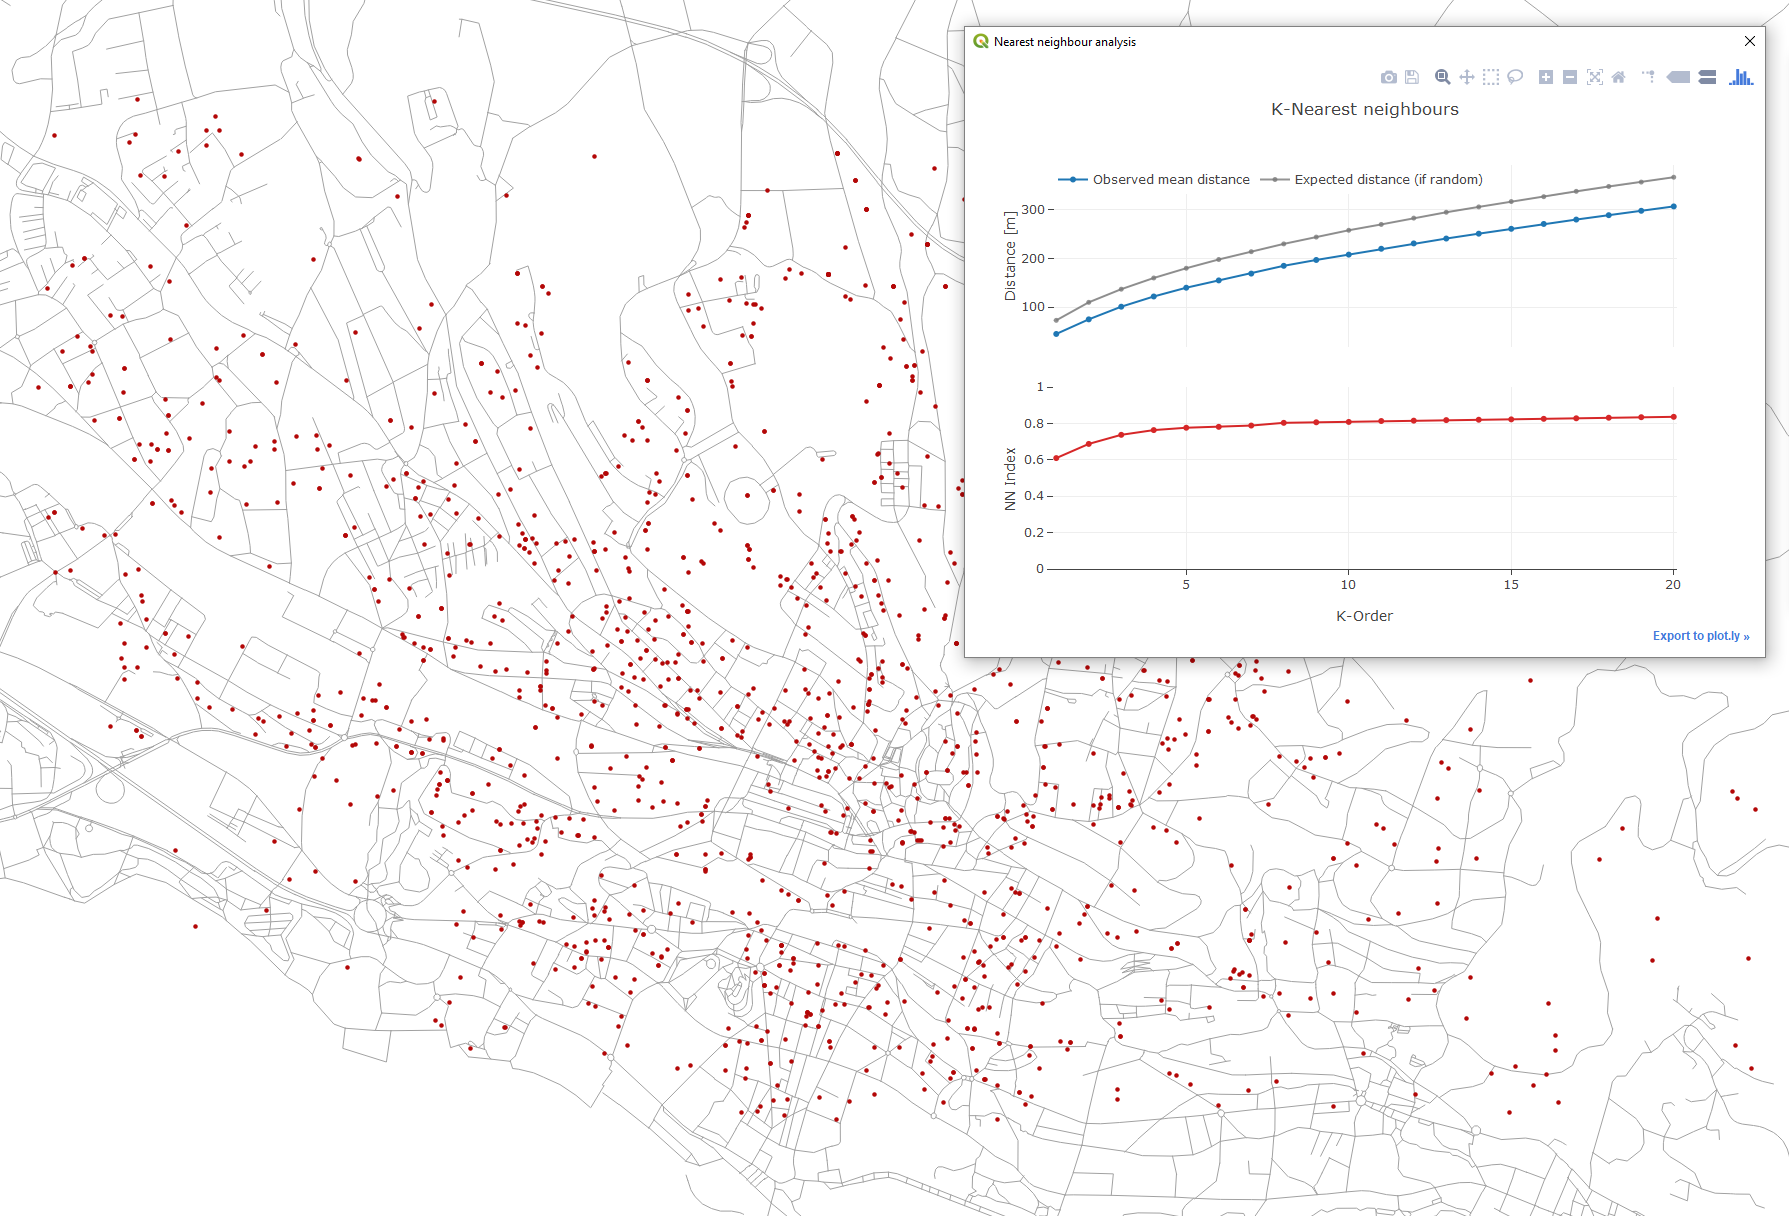 Nearest neighbour analysis
K-Nearest neighbours
Observed mean distance Expected distance (if random)
Distance [m]
300
200
100
NN Index
1
0.8
0.6
0.4
0.2
0
5 10 15 20
K-Order
Export to plot.ly »